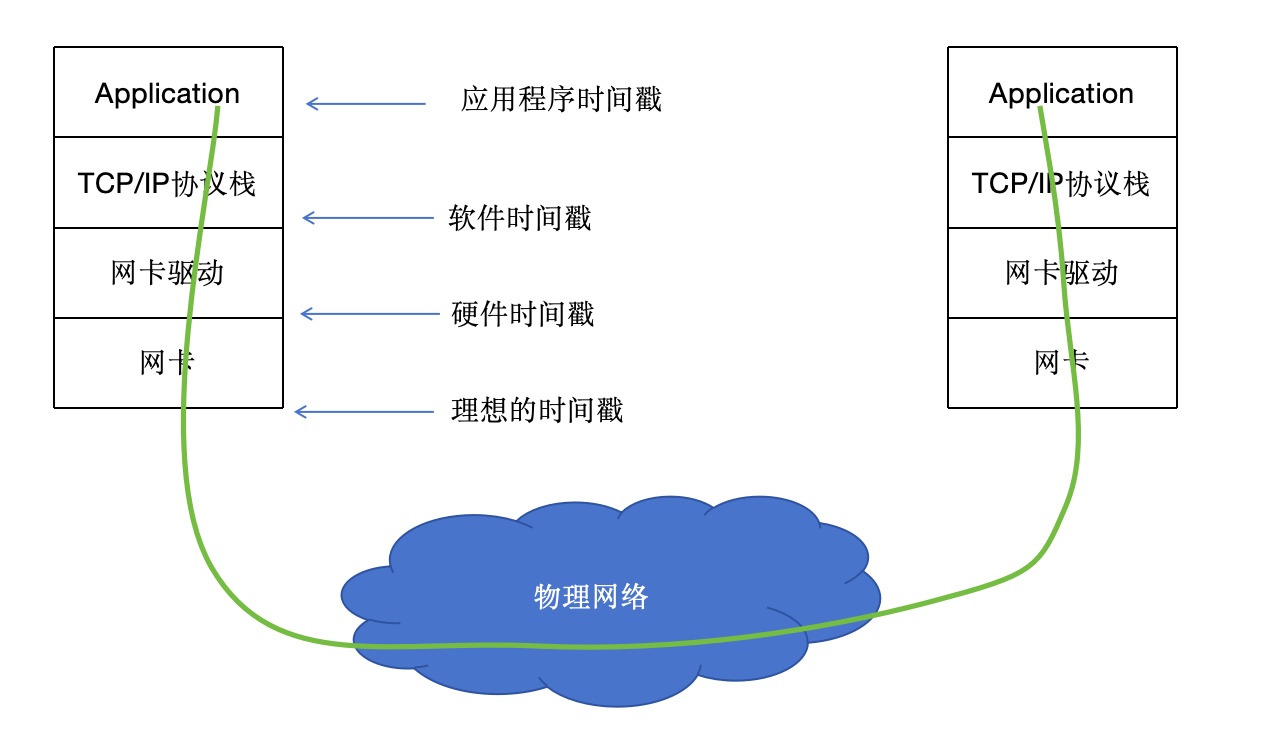 Application
应用程序时间戳
Application
TCP/IP协议栈
软件时间戳
TCP/IP协议栈
网卡驱动
硬件时间戳
网卡驱动
网卡
理想的时间戳
网卡
物理网络